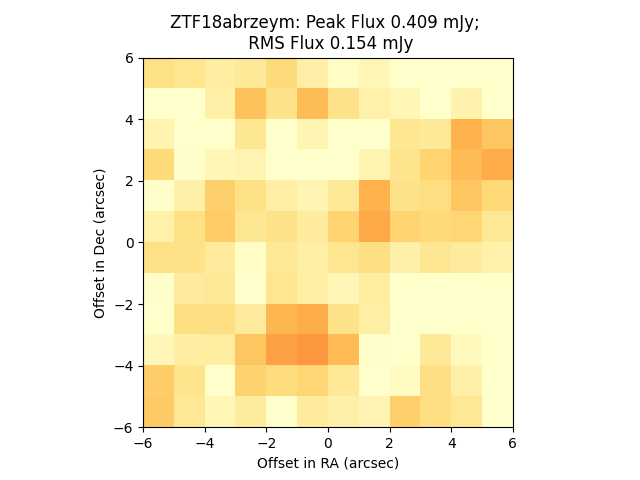 ZTF18abrzeym: Peak Flux 0.409 mJy;
RMS Flux 0.154 mJy
6
4
2
0
−2
−4
−6
Offset in Dec (arcsec)
−6 −4 −2 0 2 4 6
Offset in RA (arcsec)